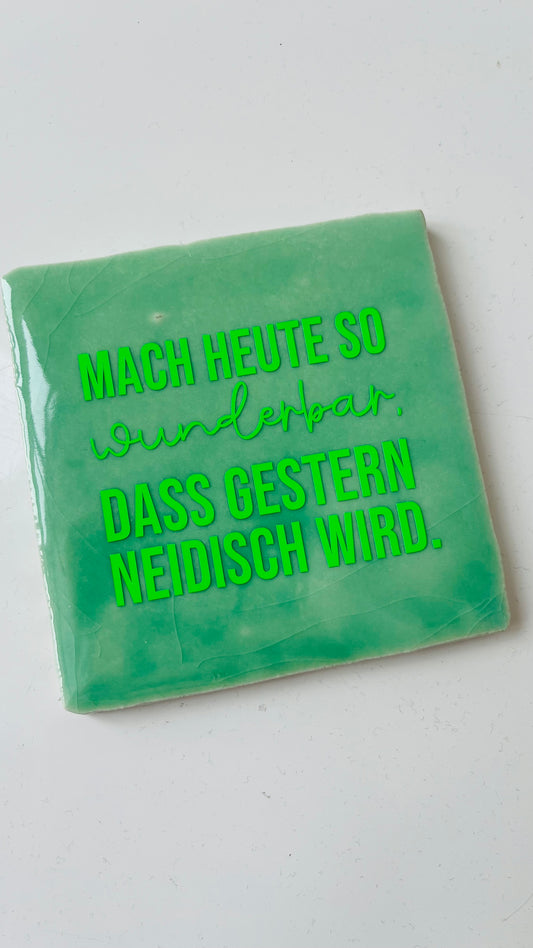 MACH HEUTE SO
wunderbar,
DASS GESTERN
NEIDISCH WIRD.